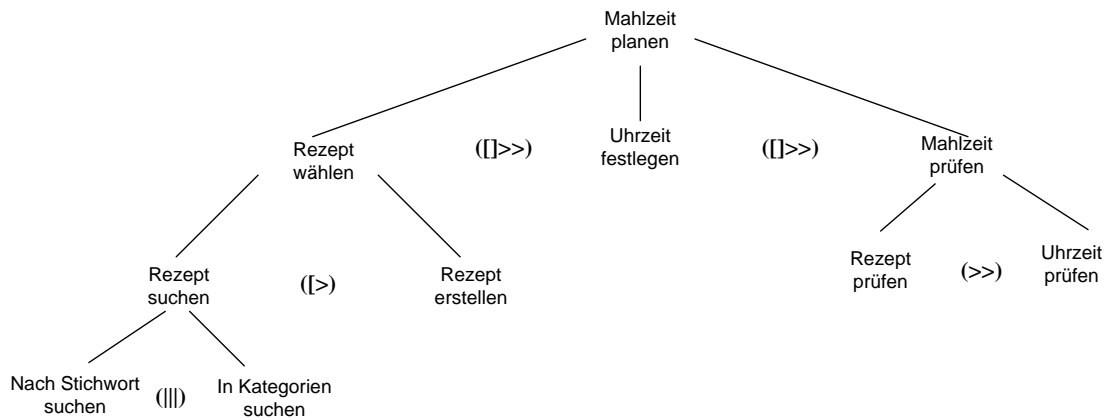 Mahlzeit
planen
Rezept
wählen
([]>>)
Uhrzeit
festlegen
([]>>)
Mahlzeit
prüfen
Rezept
suchen
([>)
Rezept
erstellen
Rezept
prüfen
(>>)
Uhrzeit
prüfen
Nach Stichwort
suchen
(|||)
In Kategorien
suchen